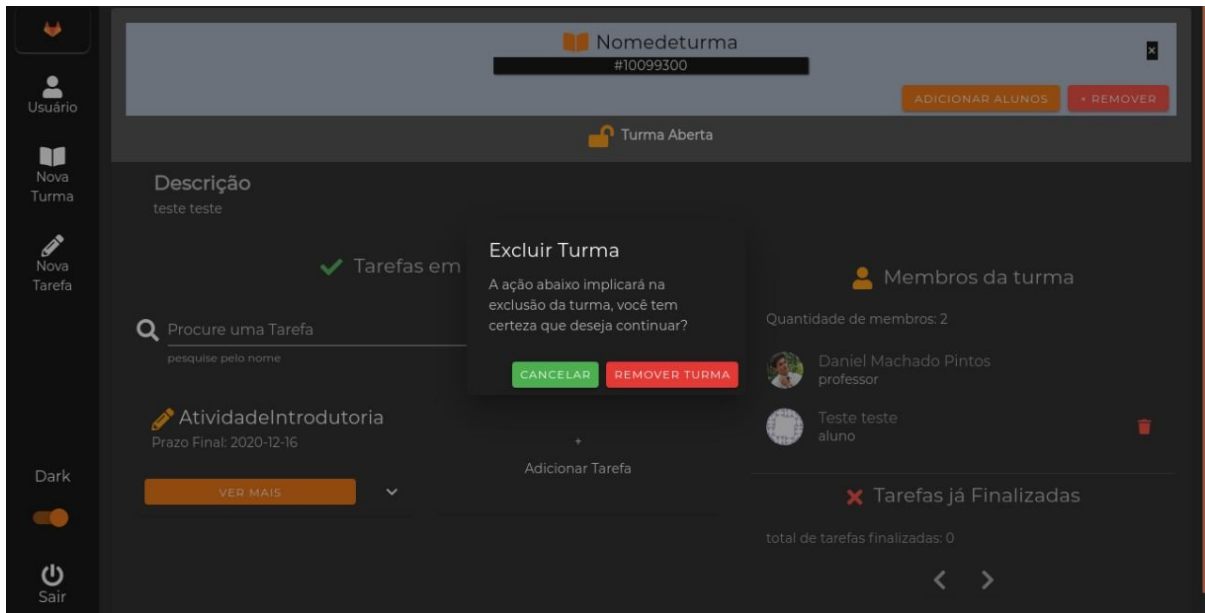 Usuário
Nova
Turma
Nova
Tarefa
Dark
Sair
Nomedeturma
#10099300
×
ADICIONAR ALUNOS
× REMOVER
Turma Aberta
Descrição
teste teste
Tarefas em
Procure uma Tarefa
pesquise pelo nome
AtividadeIntrodutoria
Prazo Final: 2020-12-16
VER MAIS
+
Adicionar Tarefa
Excluir Turma
A ação abaixo implicará na
exclusão da turma, você tem
certeza que deseja continuar?
CANCELAR
REMOVER TURMA
Membros da turma
Quantidade de membros: 2
Daniel Machado Pintos
professor
Teste teste
aluno
Tarefas já Finalizadas
total de tarefas finalizadas: 0